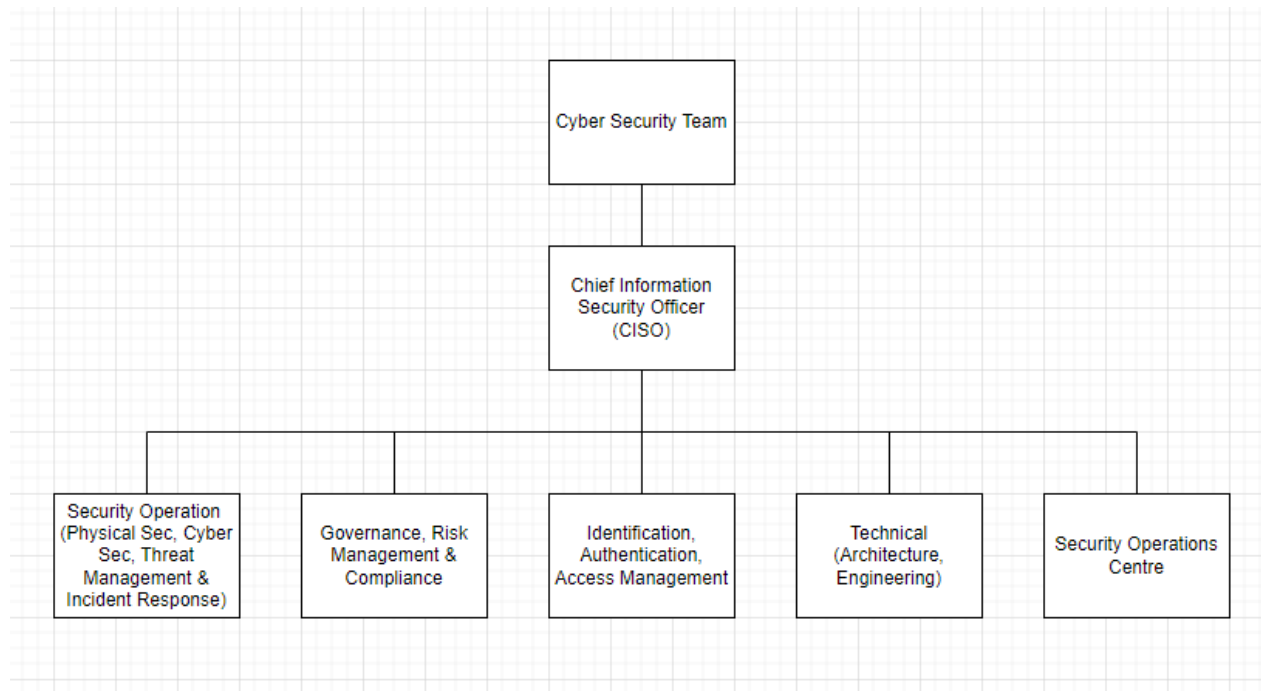 Cyber Security Team
Chief Information
Security Officer
(CISO)
Security Operation
(Physical Sec, Cyber
Sec, Threat
Management &
Incident Response)
Governance, Risk
Management &
Compliance
Identification,
Authentication,
Access Management
Technical
(Architecture,
Engineering)
Security Operations
Centre